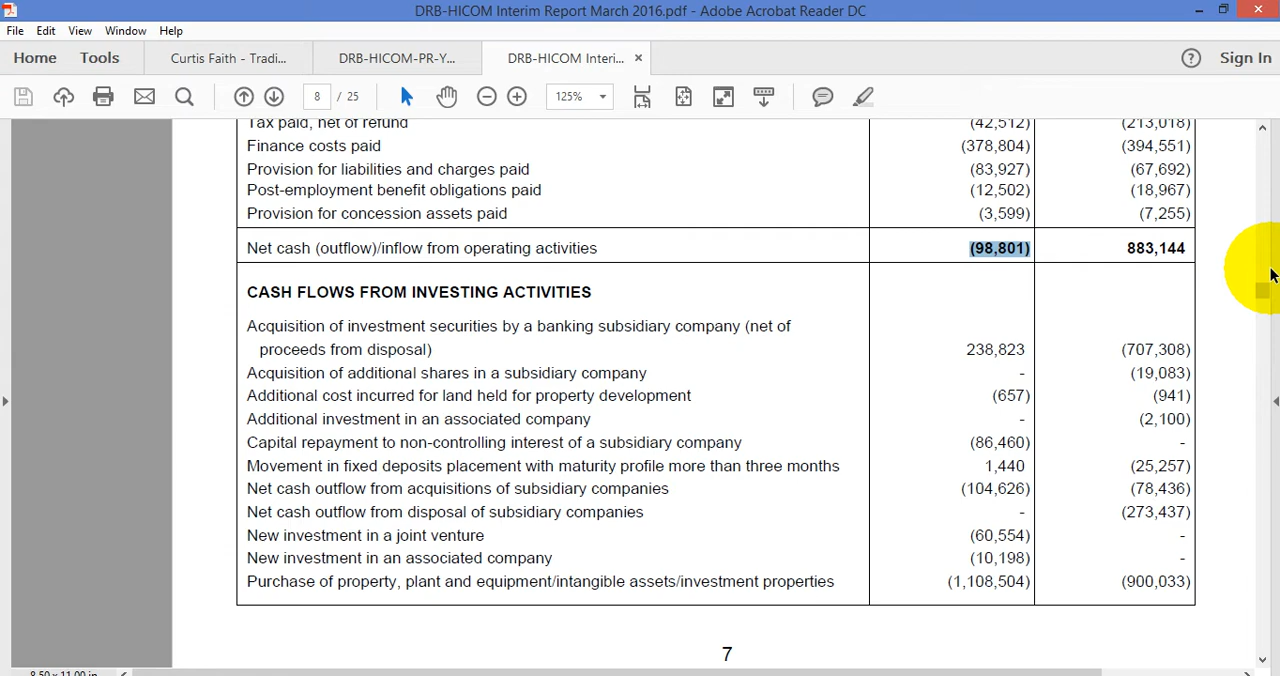 DRB-HICOM Interim Report March 2016.pdf - Adobe Acrobat Reader DC
File Edit View Window Help
Home Tools Curtis Faith - Tradi... DRB-HICOM-PR-Y... DRB-HICOM Interi... × ? Sign In
8 / 25 125%
Tax paid, net of refund (42,512) (213,018)
Finance costs paid (378,804) (394,551)
Provision for liabilities and charges paid (83,927) (67,692)
Post-employment benefit obligations paid (12,502) (18,967)
Provision for concession assets paid (3,599) (7,255)
Net cash (outflow)/inflow from operating activities (98,801) 883,144
CASH FLOWS FROM INVESTING ACTIVITIES
Acquisition of investment securities by a banking subsidiary company (net of
proceeds from disposal) 238,823 (707,308)
Acquisition of additional shares in a subsidiary company - (19,083)
Additional cost incurred for land held for property development (657) (941)
Additional investment in an associated company - (2,100)
Capital repayment to non-controlling interest of a subsidiary company (86,460) -
Movement in fixed deposits placement with maturity profile more than three months 1,440 (25,257)
Net cash outflow from acquisitions of subsidiary companies (104,626) (78,436)
Net cash outflow from disposal of subsidiary companies - (273,437)
New investment in a joint venture (60,554) -
New investment in an associated company (10,198) -
Purchase of property, plant and equipment/intangible assets/investment properties (1,108,504) (900,033)
7
8.50 x 11.00 in